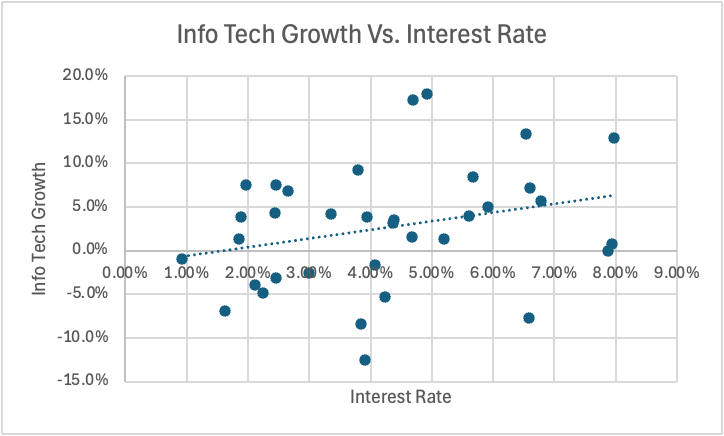 Info Tech Growth Vs. Interest Rate
20.0%
15.0%
10.0%
5.0%
0.0%
0.00% 1.00% 2.00% 3.00% 4.00% 5.00% 6.00% 7.00% 8.00% 9.00%
-5.0%
-10.0%
-15.0%
Info Tech Growth
Interest Rate